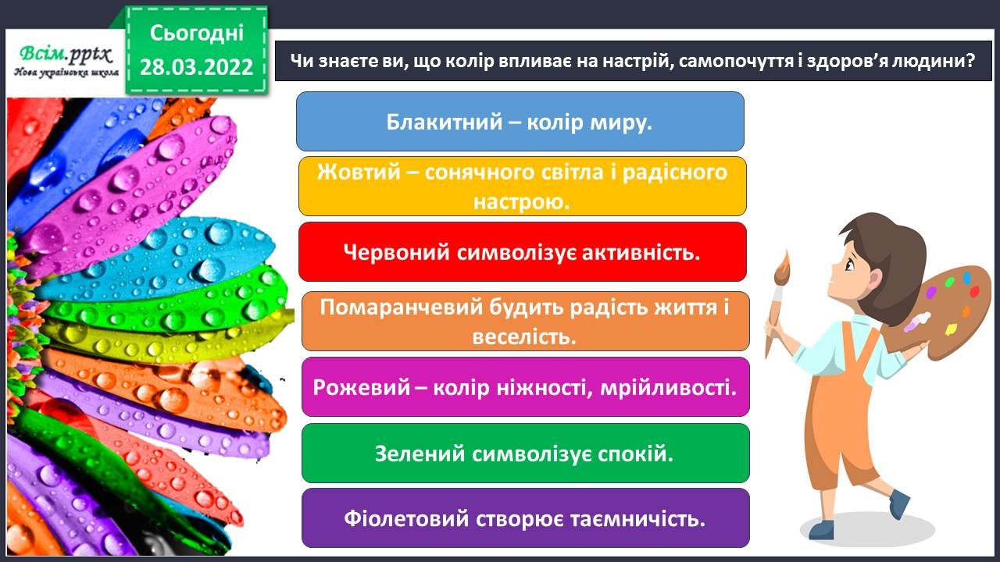 Сьогодні
28.03.2022
Всім.pptx
Нова українська школа
Чи знаєте ви, що колір впливає на настрій, самопочуття і здоров’я людини?
Блакитний – колір миру.
Жовтий – сонячного світла і радісного
настрою.
Червоний символізує активність.
Помаранчевий будить радість життя і
веселість.
Рожевий – колір ніжності, мрійливості.
Зелений символізує спокій.
Фіолетовий створює таємничість.